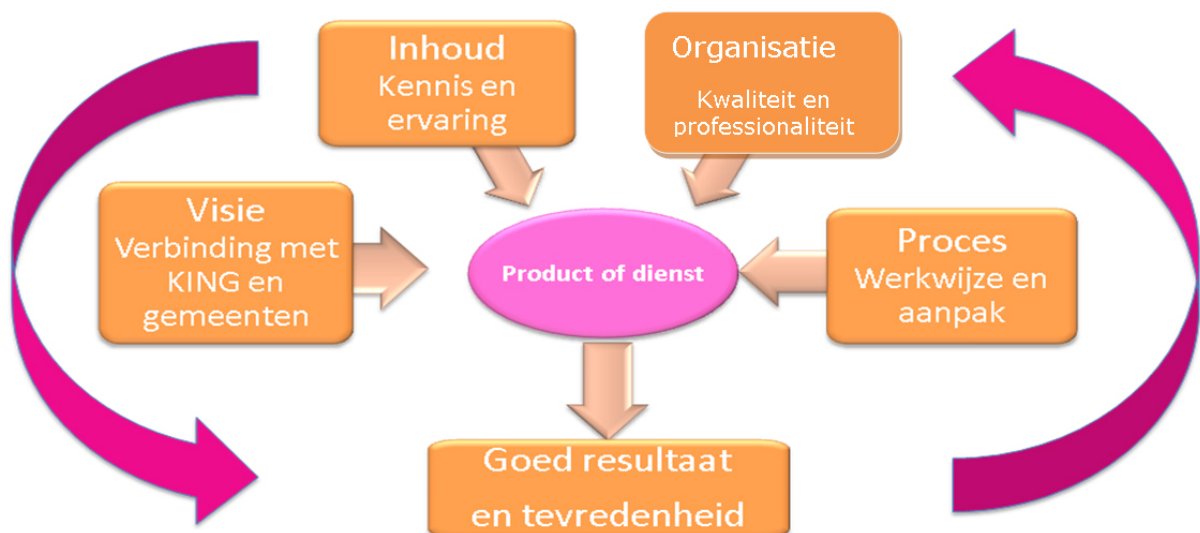 Inhoud
Kennis en
ervaring
Organisatie
Kwaliteit en
professionaliteit
Visie
Verbinding met
KING en
gemeenten
Product of dienst
Proces
Werkwijze en
aanpak
Goed resultaat
en tevredenheid